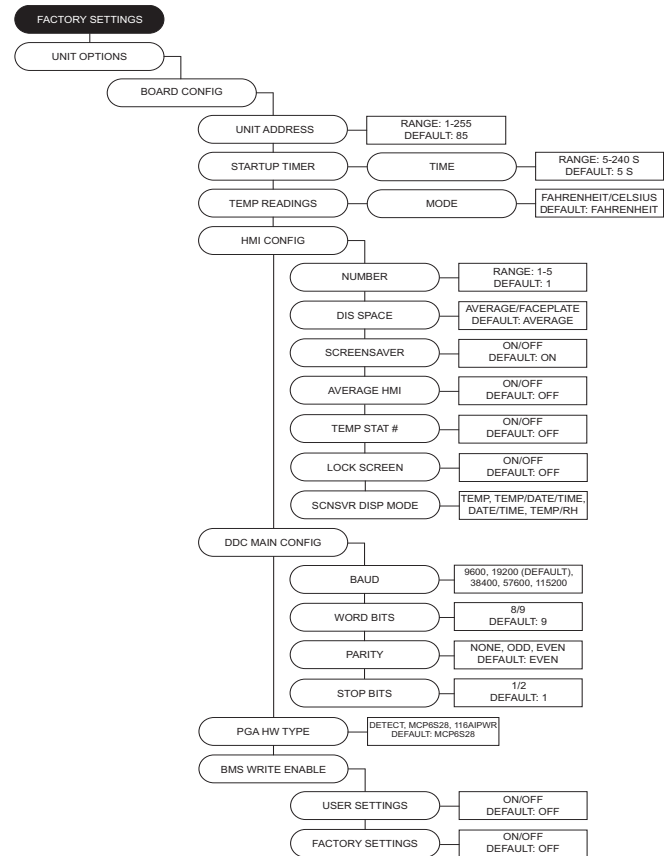 FACTORY SETTINGS
UNIT OPTIONS
BOARD CONFIG
UNIT ADDRESS
RANGE: 1-255
DEFAULT: 85
STARTUP TIMER
TIME
RANGE: 5-240 S
DEFAULT: 5 S
TEMP READINGS
MODE
FAHRENHEIT/CELSIUS
DEFAULT: FAHRENHEIT
HMI CONFIG
NUMBER
RANGE: 1-5
DEFAULT: 1
DIS SPACE
AVERAGE/FACEPLATE
DEFAULT: AVERAGE
SCREENSAVER
ON/OFF
DEFAULT: ON
AVERAGE HMI
ON/OFF
DEFAULT: OFF
TEMP STAT #
ON/OFF
DEFAULT: OFF
LOCK SCREEN
ON/OFF
DEFAULT: OFF
SCNSVR DISP MODE
TEMP, TEMP/DATE/TIME,
DATE/TIME, TEMP/RH
DDC MAIN CONFIG
BAUD
9600, 19200 (DEFAULT),
38400, 57600, 115200
WORD BITS
8/9
DEFAULT: 9
PARITY
NONE, ODD, EVEN
DEFAULT: EVEN
STOP BITS
1/2
DEFAULT: 1
PGA HW TYPE
DETECT, MCP6S28, 116AIPWR
DEFAULT: MCP6S28
BMS WRITE ENABLE
USER SETTINGS
ON/OFF
DEFAULT: OFF
FACTORY SETTINGS
ON/OFF
DEFAULT: OFF